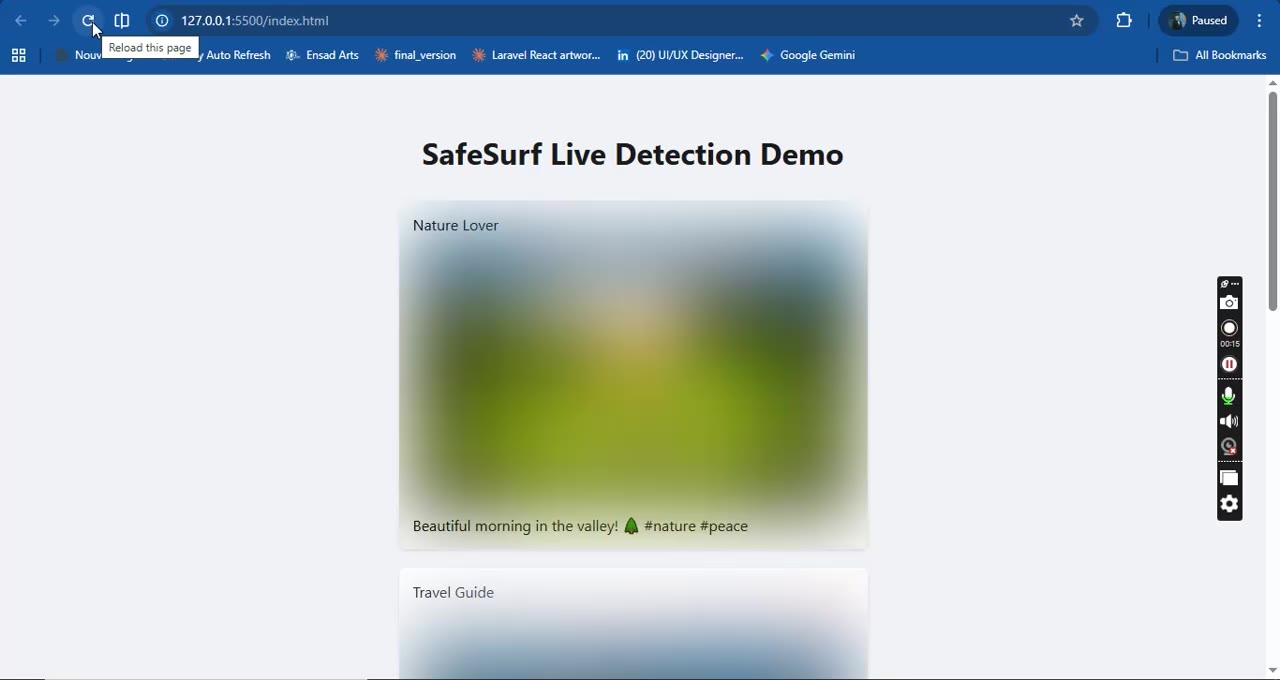 127.0.0.1:5500/index.html
Paused
Reload this page
Nouv
y Auto Refresh
Ensad Arts
final_version
Laravel React artwor...
(20) UI/UX Designer...
Google Gemini
All Bookmarks
SafeSurf Live Detection Demo
Nature Lover
00:15
Beautiful morning in the valley! 🌲 #nature #peace
Travel Guide